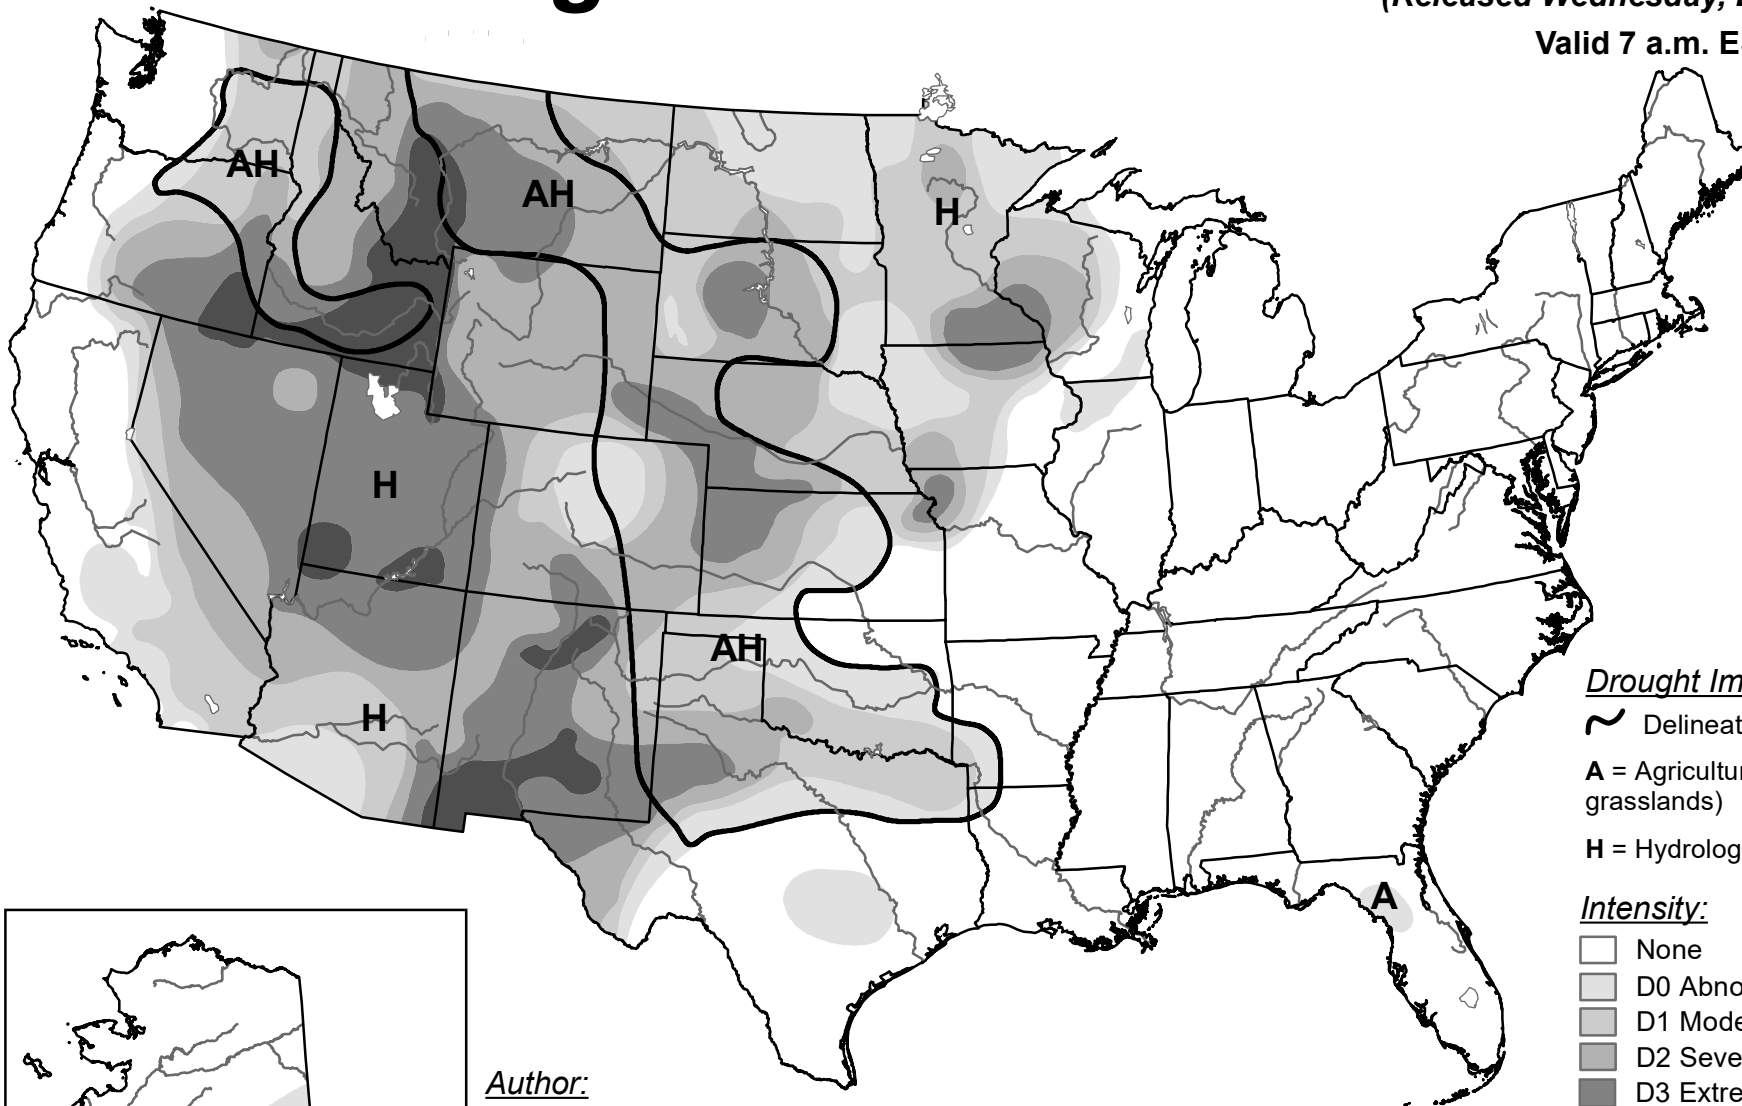 (Released Wednesday,
Valid 7 a.m.
AH
AH
H
H
AH
H
A
Drought
Delineat
A = Agricultur
grasslands)
H = Hydrolog
Intensity:
None
D0 Abno
D1 Mode
D2 Seve
D3 Extre
Author: